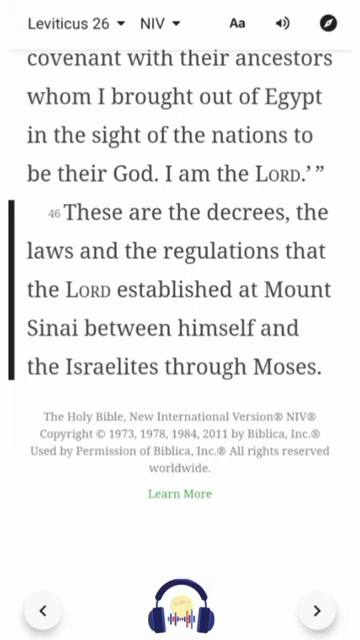 Leviticus 26 NIV Aa
covenant with their ancestors
whom I brought out of Egypt
in the sight of the nations to
be their God. I am the LORD.’ ”
46 These are the decrees, the
laws and the regulations that
the LORD established at Mount
Sinai between himself and
the Israelites through Moses.
The Holy Bible, New International Version® NIV®
Copyright © 1973, 1978, 1984, 2011 by Biblica, Inc.®
Used by Permission of Biblica, Inc.® All rights reserved
worldwide.
Learn More